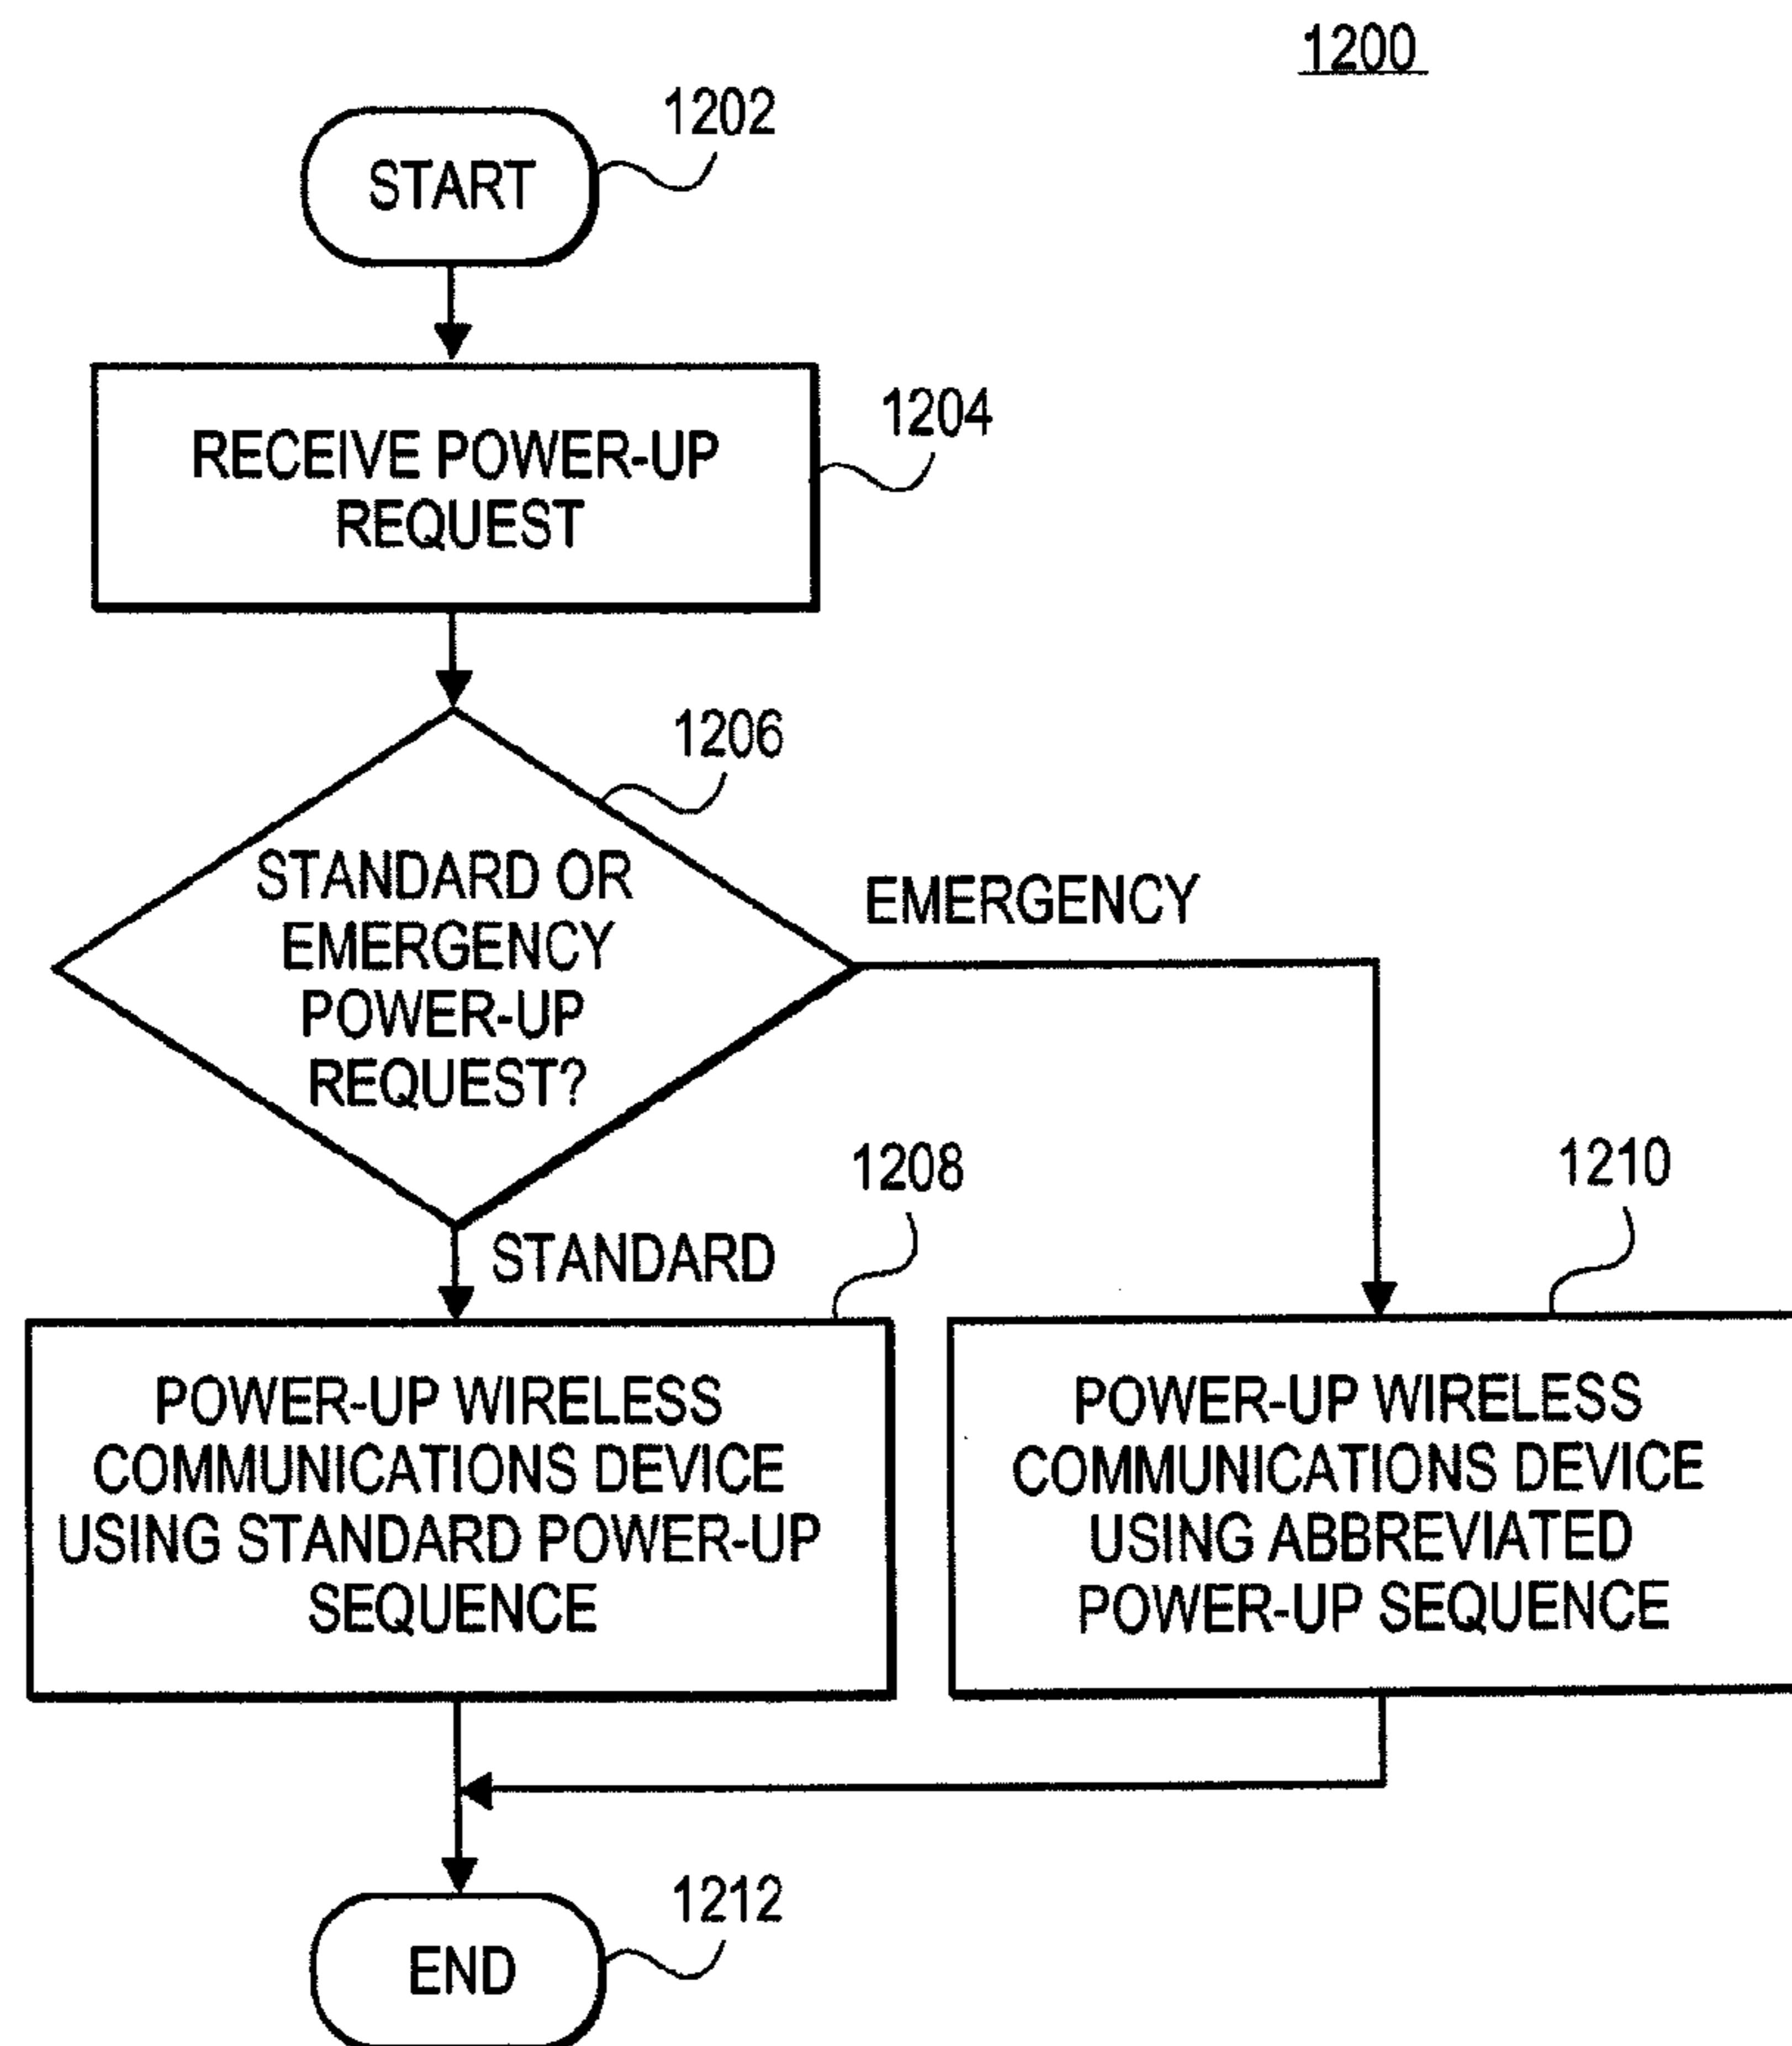 1200
1202
START
1204
RECEIVE POWER-UP
REQUEST
1206
STANDARD OR
EMERGENCY
POWER-UP
REQUEST?
EMERGENCY
STANDARD
1208
POWER-UP WIRELESS
COMMUNICATIONS DEVICE
USING STANDARD POWER-UP
SEQUENCE
1210
POWER-UP WIRELESS
COMMUNICATIONS DEVICE
USING ABBREVIATED
POWER-UP SEQUENCE
1212
END